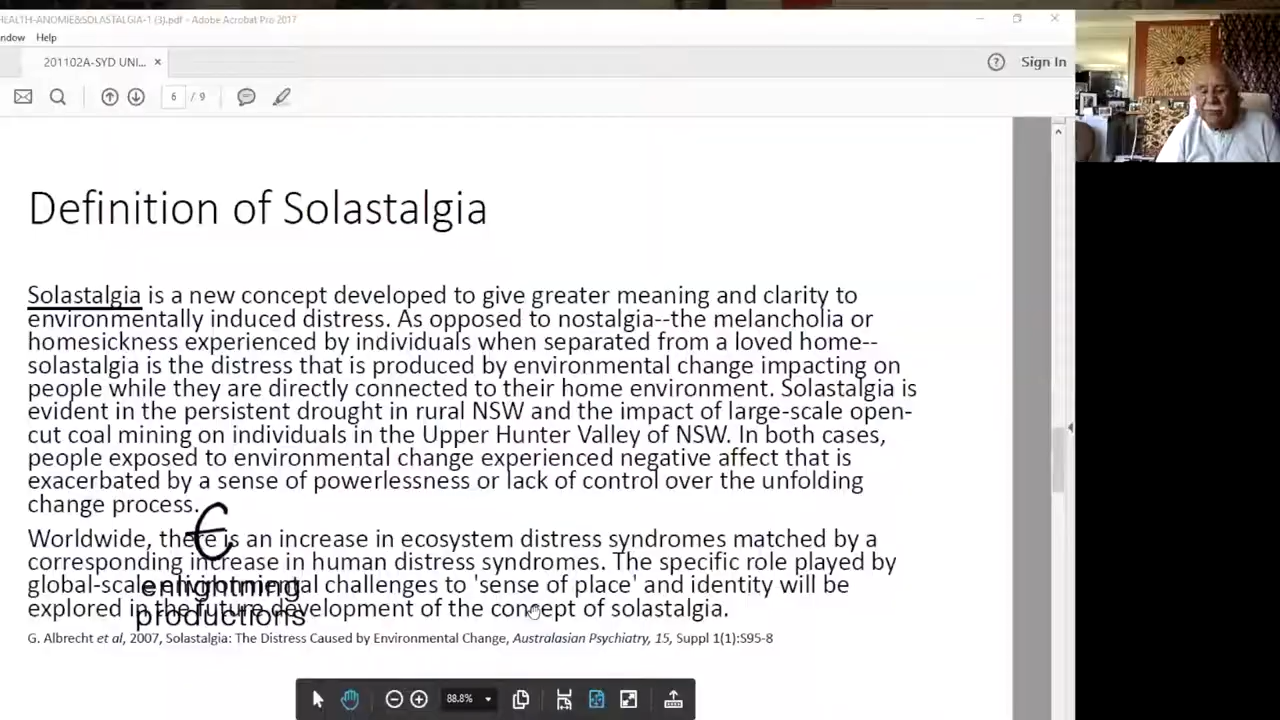 HEALTH-ANOMIE&SOLASTALGIA-1 (3).pdf - Adobe Acrobat Pro 2017
ndow Help
201102A-SYD UNI... ×
Sign In
6 / 9
Definition of Solastalgia
Solastalgia is a new concept developed to give greater meaning and clarity to
environmentally induced distress. As opposed to nostalgia--the melancholia or
homesickness experienced by individuals when separated from a loved home--
solastalgia is the distress that is produced by environmental change impacting on
people while they are directly connected to their home environment. Solastalgia is
evident in the persistent drought in rural NSW and the impact of large-scale open-
cut coal mining on individuals in the Upper Hunter Valley of NSW. In both cases,
people exposed to environmental change experienced negative affect that is
exacerbated by a sense of powerlessness or lack of control over the unfolding
change process.
Worldwide, there is an increase in ecosystem distress syndromes matched by a
corresponding increase in human distress syndromes. The specific role played by
global-scale environmental challenges to 'sense of place' and identity will be
explored in the future development of the concept of solastalgia.
enlightning
productions
G. Albrecht et al, 2007, Solastalgia: The Distress Caused by Environmental Change, Australasian Psychiatry, 15, Suppl 1(1):S95-8
88.8%